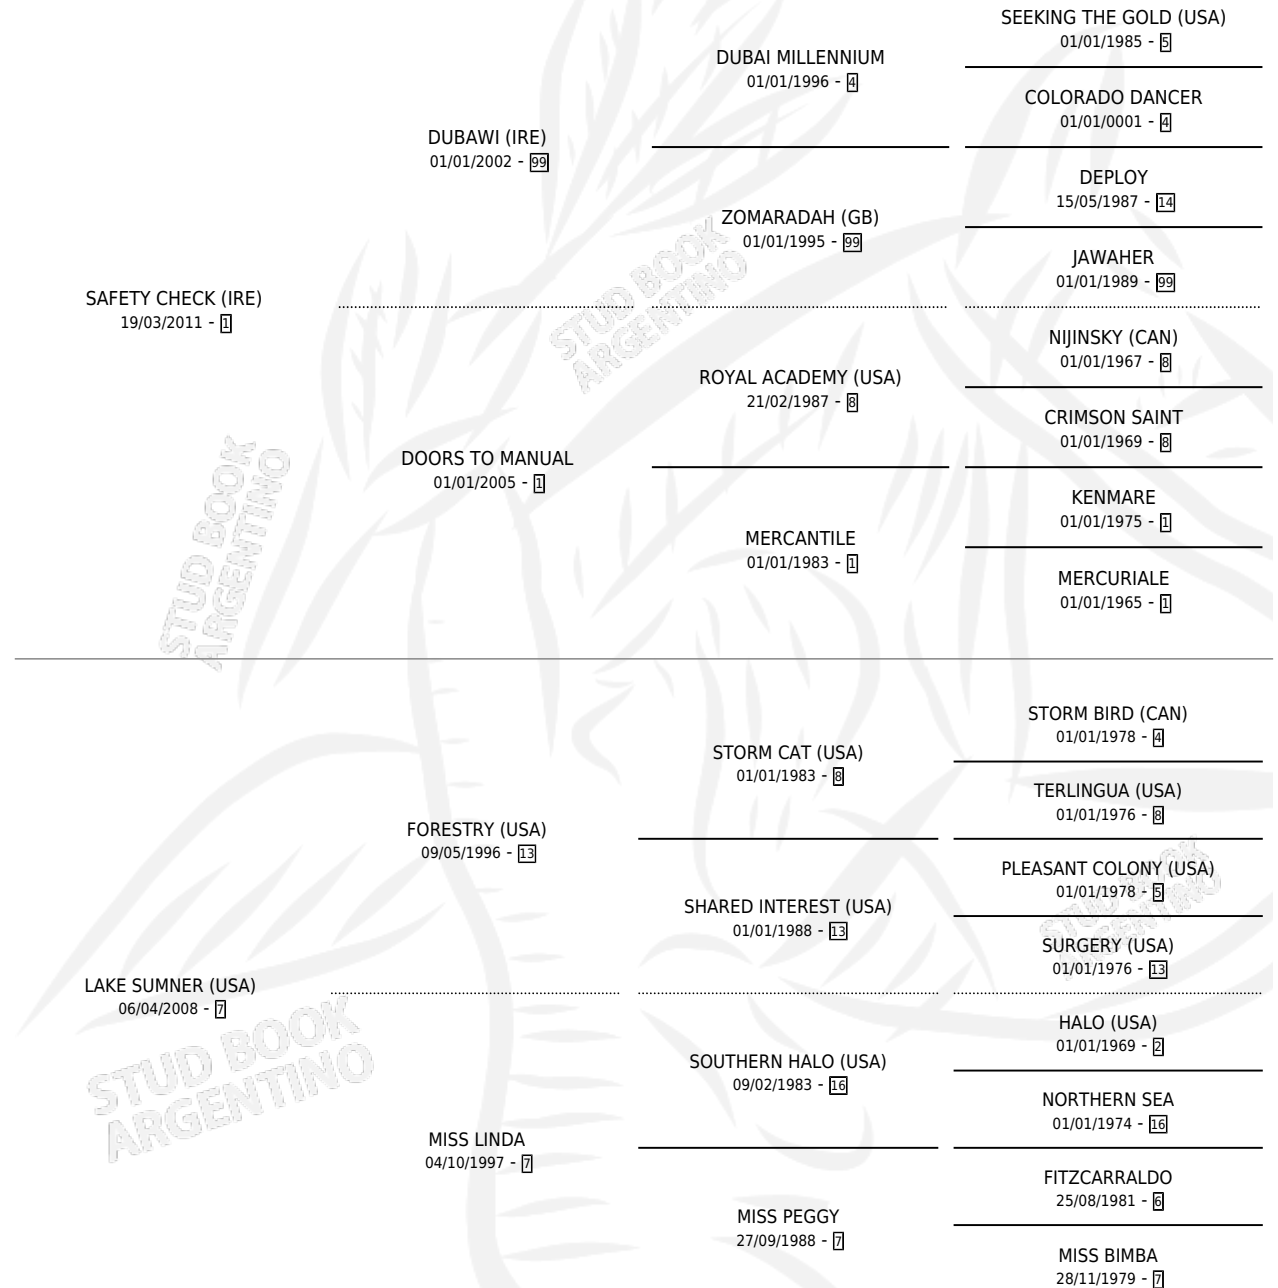 SEEKING THE GOLD (USA)
01/01/1985 - 5
DUBAI MILLENNIUM
01/01/1996 - 4
COLORADO DANCER
01/01/0001 - 4
DUBAWI (IRE)
01/01/2002 - 99
DEPLOY
15/05/1987 - 14
ZOMARADAH (GB)
01/01/1995 - 99
JAWAHER
01/01/1989 - 99
SAFETY CHECK (IRE)
19/03/2011 - 1
NIJINSKY (CAN)
01/01/1967 - 8
ROYAL ACADEMY (USA)
21/02/1987 - 8
CRIMSON SAINT
01/01/1969 - 8
DOORS TO MANUAL
01/01/2005 - 1
KENMARE
01/01/1975 - 1
MERCANTILE
01/01/1983 - 1
MERCURIALE
01/01/1965 - 1
STUD BOOK
ARGENTINO
STUD BOOK
ARGENTINO
STORM BIRD (CAN)
01/01/1978 - 4
STORM CAT (USA)
01/01/1983 - 8
TERLINGUA (USA)
01/01/1976 - 8
FORESTRY (USA)
09/05/1996 - 13
PLEASANT COLONY (USA)
01/01/1978 - 5
SHARED INTEREST (USA)
01/01/1988 - 13
SURGERY (USA)
01/01/1976 - 13
STUD BOOK
ARGENTINO
LAKE SUMNER (USA)
06/04/2008 - 7
HALO (USA)
01/01/1969 - 2
SOUTHERN HALO (USA)
09/02/1983 - 16
NORTHERN SEA
01/01/1974 - 16
MISS LINDA
04/10/1997 - 7
FITZCARRALDO
25/08/1981 - 6
MISS PEGGY
27/09/1988 - 7
MISS BIMBA
28/11/1979 - 7
STUD BOOK
ARGENTINO